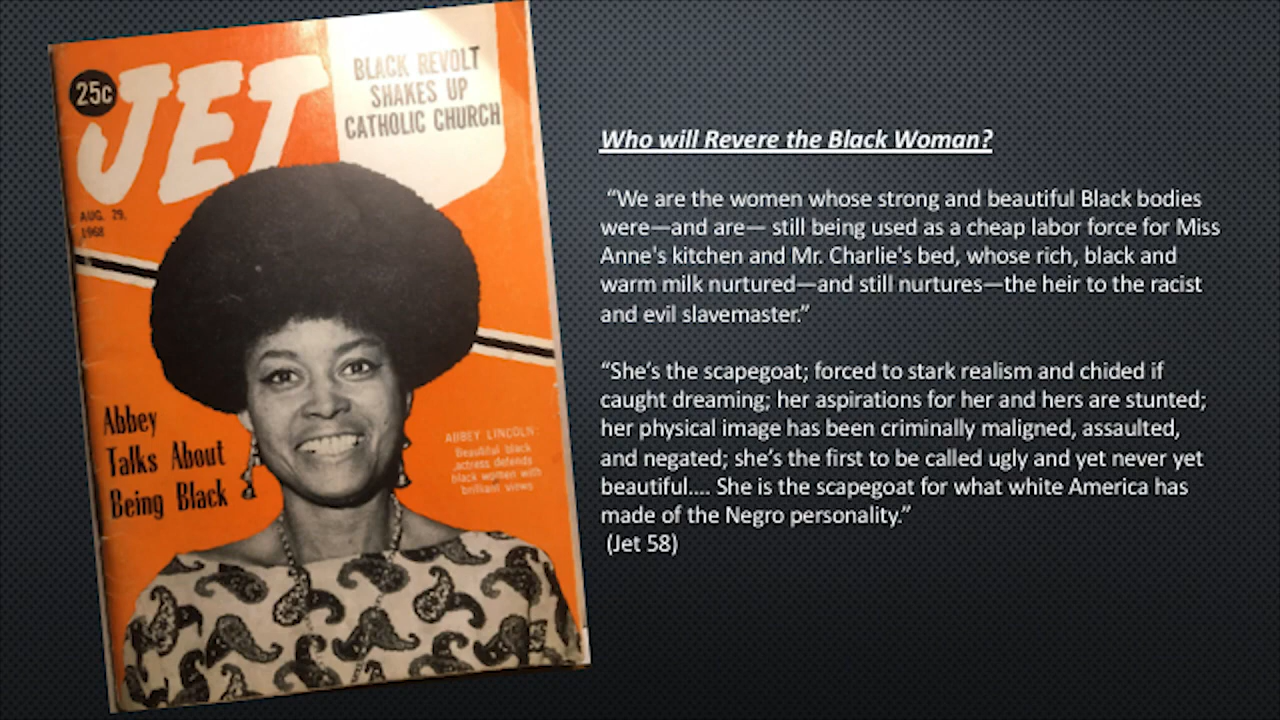 25c
JET
BLACK REVOLT
SHAKES UP
CATHOLIC CHURCH
AUG. 29,
1968
Abbey
Talks About
Being Black
ABBEY LINCOLN:
Beautiful black
actress defends
black women with
brilliant views
Who will Revere the Black Woman?
“We are the women whose strong and beautiful Black bodies
were—and are— still being used as a cheap labor force for Miss
Anne's kitchen and Mr. Charlie's bed, whose rich, black and
warm milk nurtured—and still nurtures—the heir to the racist
and evil slavemaster.”
“She’s the scapegoat; forced to stark realism and chided if
caught dreaming; her aspirations for her and hers are stunted;
her physical image has been criminally maligned, assaulted,
and negated; she’s the first to be called ugly and yet never yet
beautiful.... She is the scapegoat for what white America has
made of the Negro personality.”
(Jet 58)